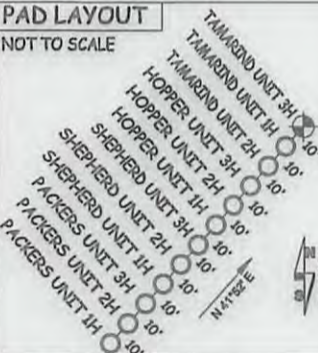 PAD LAYOUT
NOT TO SCALE
TAMARIND UNIT 3H
TAMARIND UNIT 1H
TAMARIND UNIT 2H
HOPPER UNIT 3H
HOPPER UNIT 2H
HOPPER UNIT 1H
SHEPHERD UNIT 3H
SHEPHERD UNIT 2H
SHEPHERD UNIT 1H
PACKERS UNIT 3H
PACKERS UNIT 2H
PACKERS UNIT 1H
10'
10'
10'
10'
10'
10'
10'
10'
10'
10'
10'
N 41°52' E